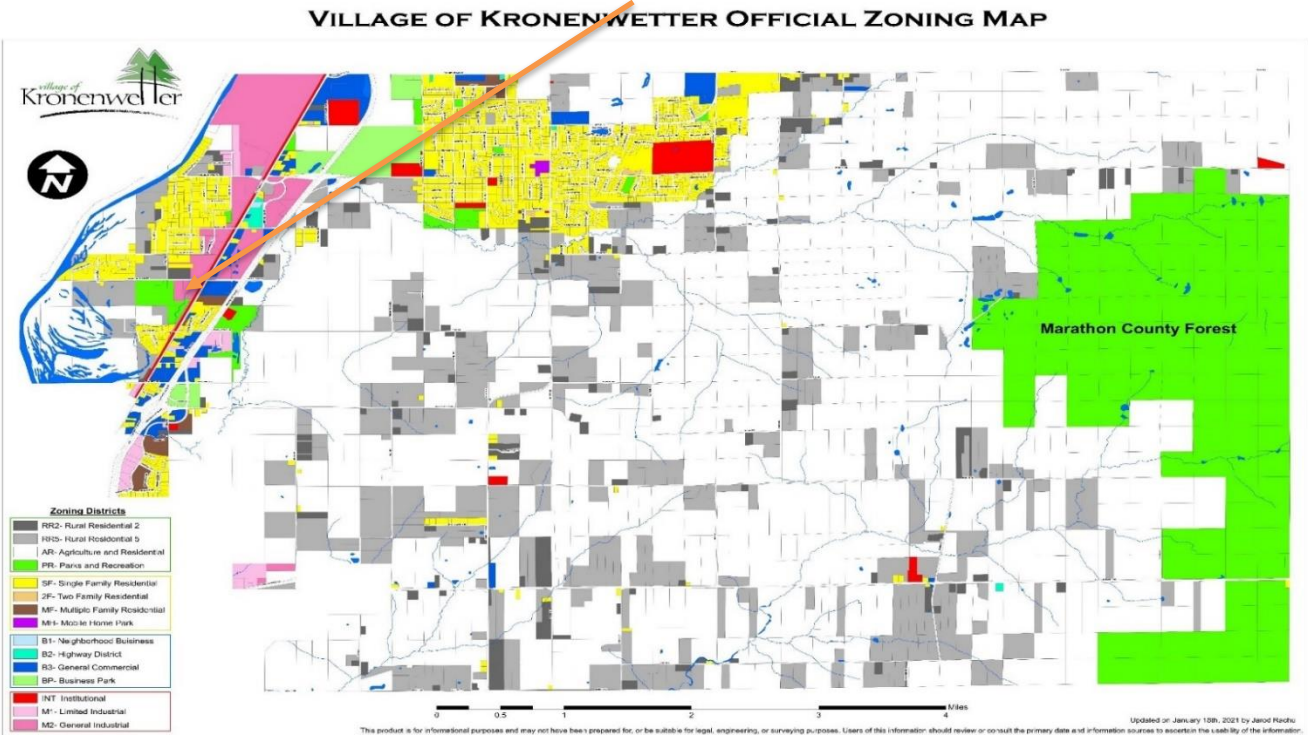 VILLAGE OF KRONENWETTER OFFICIAL ZONING MAP
village of
Kronenwetter
N
Marathon County Forest
Zoning Districts
RR2- Rural Residential 2
RR5- Rural Residential 5
AR- Agriculture and Residential
PR- Parks and Recreation
SF- Single Family Residential
2F- Two Family Residential
MF- Multiple Family Residential
MH- Mobile Home Park
B1- Neighborhood Buisiness
B2- Highway District
B3- General Commercial
BP- Business Park
INT Institutional
M1- Limited Industrial
M2- General Industrial
0 0.5 1 2 3 4 Miles
Updated on January 18th, 2021 by Jarod Rachu
This product is for informational purposes and may not have been prepared for, or be suitable for legal, engineering, or surveying purposes. Users of this information should review or consult the primary date and information sources to ascertain the usability of the information.